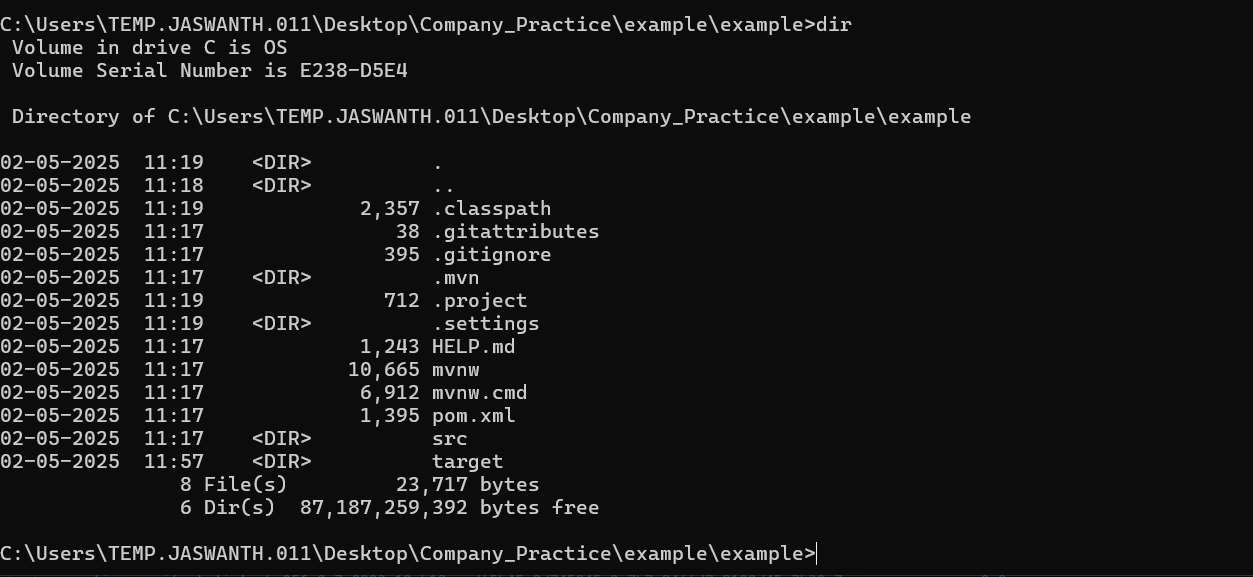 C:\Users\TEMP.JASWANTH.011\Desktop\Company_Practice\example\example>dir
 Volume in drive C is OS
 Volume Serial Number is E238-D5E4

 Directory of C:\Users\TEMP.JASWANTH.011\Desktop\Company_Practice\example\example

02-05-2025  11:19    <DIR>          .
02-05-2025  11:18    <DIR>          ..
02-05-2025  11:19             2,357 .classpath
02-05-2025  11:17                38 .gitattributes
02-05-2025  11:17               395 .gitignore
02-05-2025  11:17    <DIR>          .mvn
02-05-2025  11:19               712 .project
02-05-2025  11:19    <DIR>          .settings
02-05-2025  11:17             1,243 HELP.md
02-05-2025  11:17            10,665 mvnw
02-05-2025  11:17             6,912 mvnw.cmd
02-05-2025  11:17             1,395 pom.xml
02-05-2025  11:17    <DIR>          src
02-05-2025  11:57    <DIR>          target
               8 File(s)         23,717 bytes
               6 Dir(s)  87,187,259,392 bytes free

C:\Users\TEMP.JASWANTH.011\Desktop\Company_Practice\example\example>